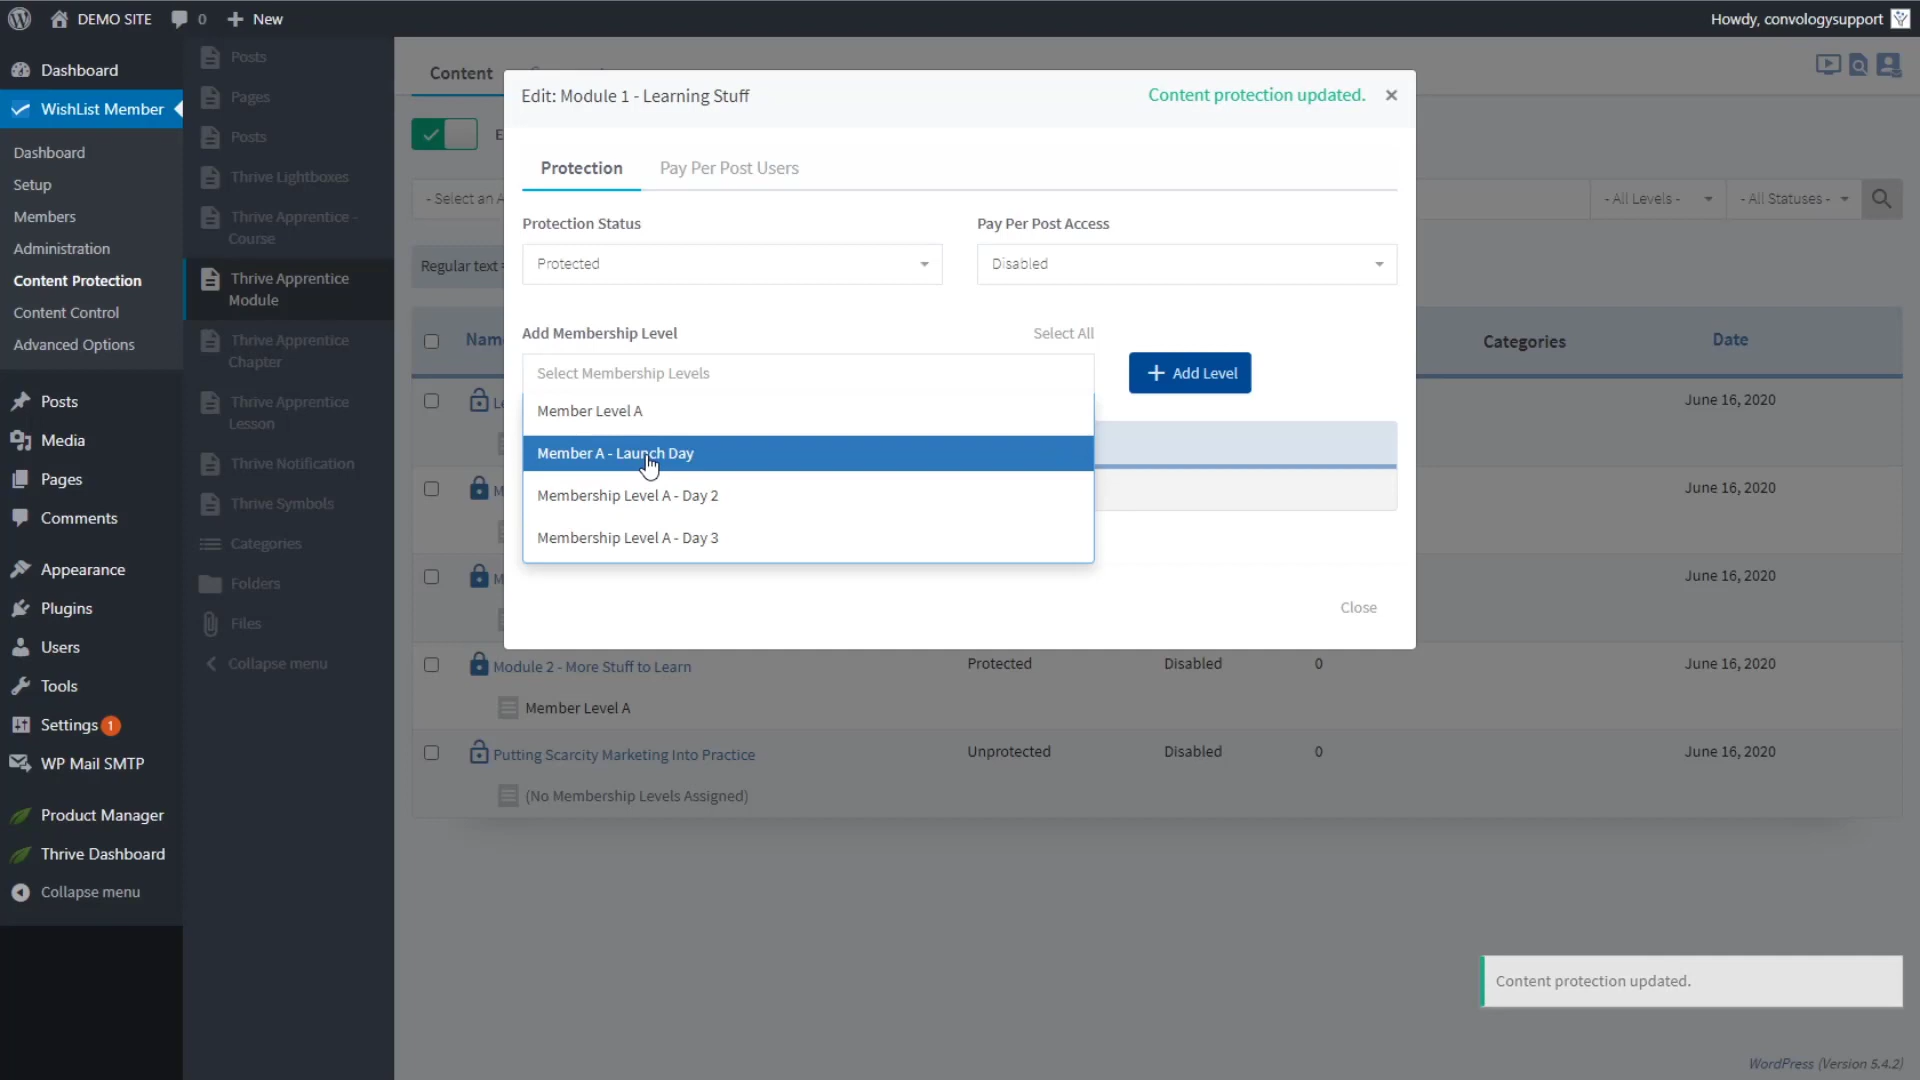 DEMO SITE
0
New
Howdy, convologysupport
Dashboard
WishList Member
Dashboard
Setup
Members
Administration
Content Protection
Content Control
Advanced Options
Posts
Media
Pages
Comments
Appearance
Plugins
Users
Tools
Settings 1
WP Mail SMTP
Product Manager
Thrive Dashboard
Collapse menu
Posts
Pages
Posts
Thrive Lightboxes
Thrive Apprentice -
Course
Thrive Apprentice
Module
Thrive Apprentice
Chapter
Thrive Apprentice
Lesson
Thrive Notification
Thrive Symbols
Categories
Folders
Files
Collapse menu
Content
- Select an A
- All Levels -
- All Statuses -
Regular text =
Edit: Module 1 - Learning Stuff
Content protection updated.
Protection
Pay Per Post Users
Protection Status
Pay Per Post Access
Protected
Disabled
Add Membership Level
Select All
Select Membership Levels
Add Level
Member Level A
Member A - Launch Day
Membership Level A - Day 2
Membership Level A - Day 3
Close
Categories
Date
June 16, 2020
June 16, 2020
June 16, 2020
Module 2 - More Stuff to Learn
Protected
Disabled
0
June 16, 2020
Member Level A
Putting Scarcity Marketing Into Practice
Unprotected
Disabled
0
June 16, 2020
(No Membership Levels Assigned)
Content protection updated.
WordPress (Version 5.4.2)